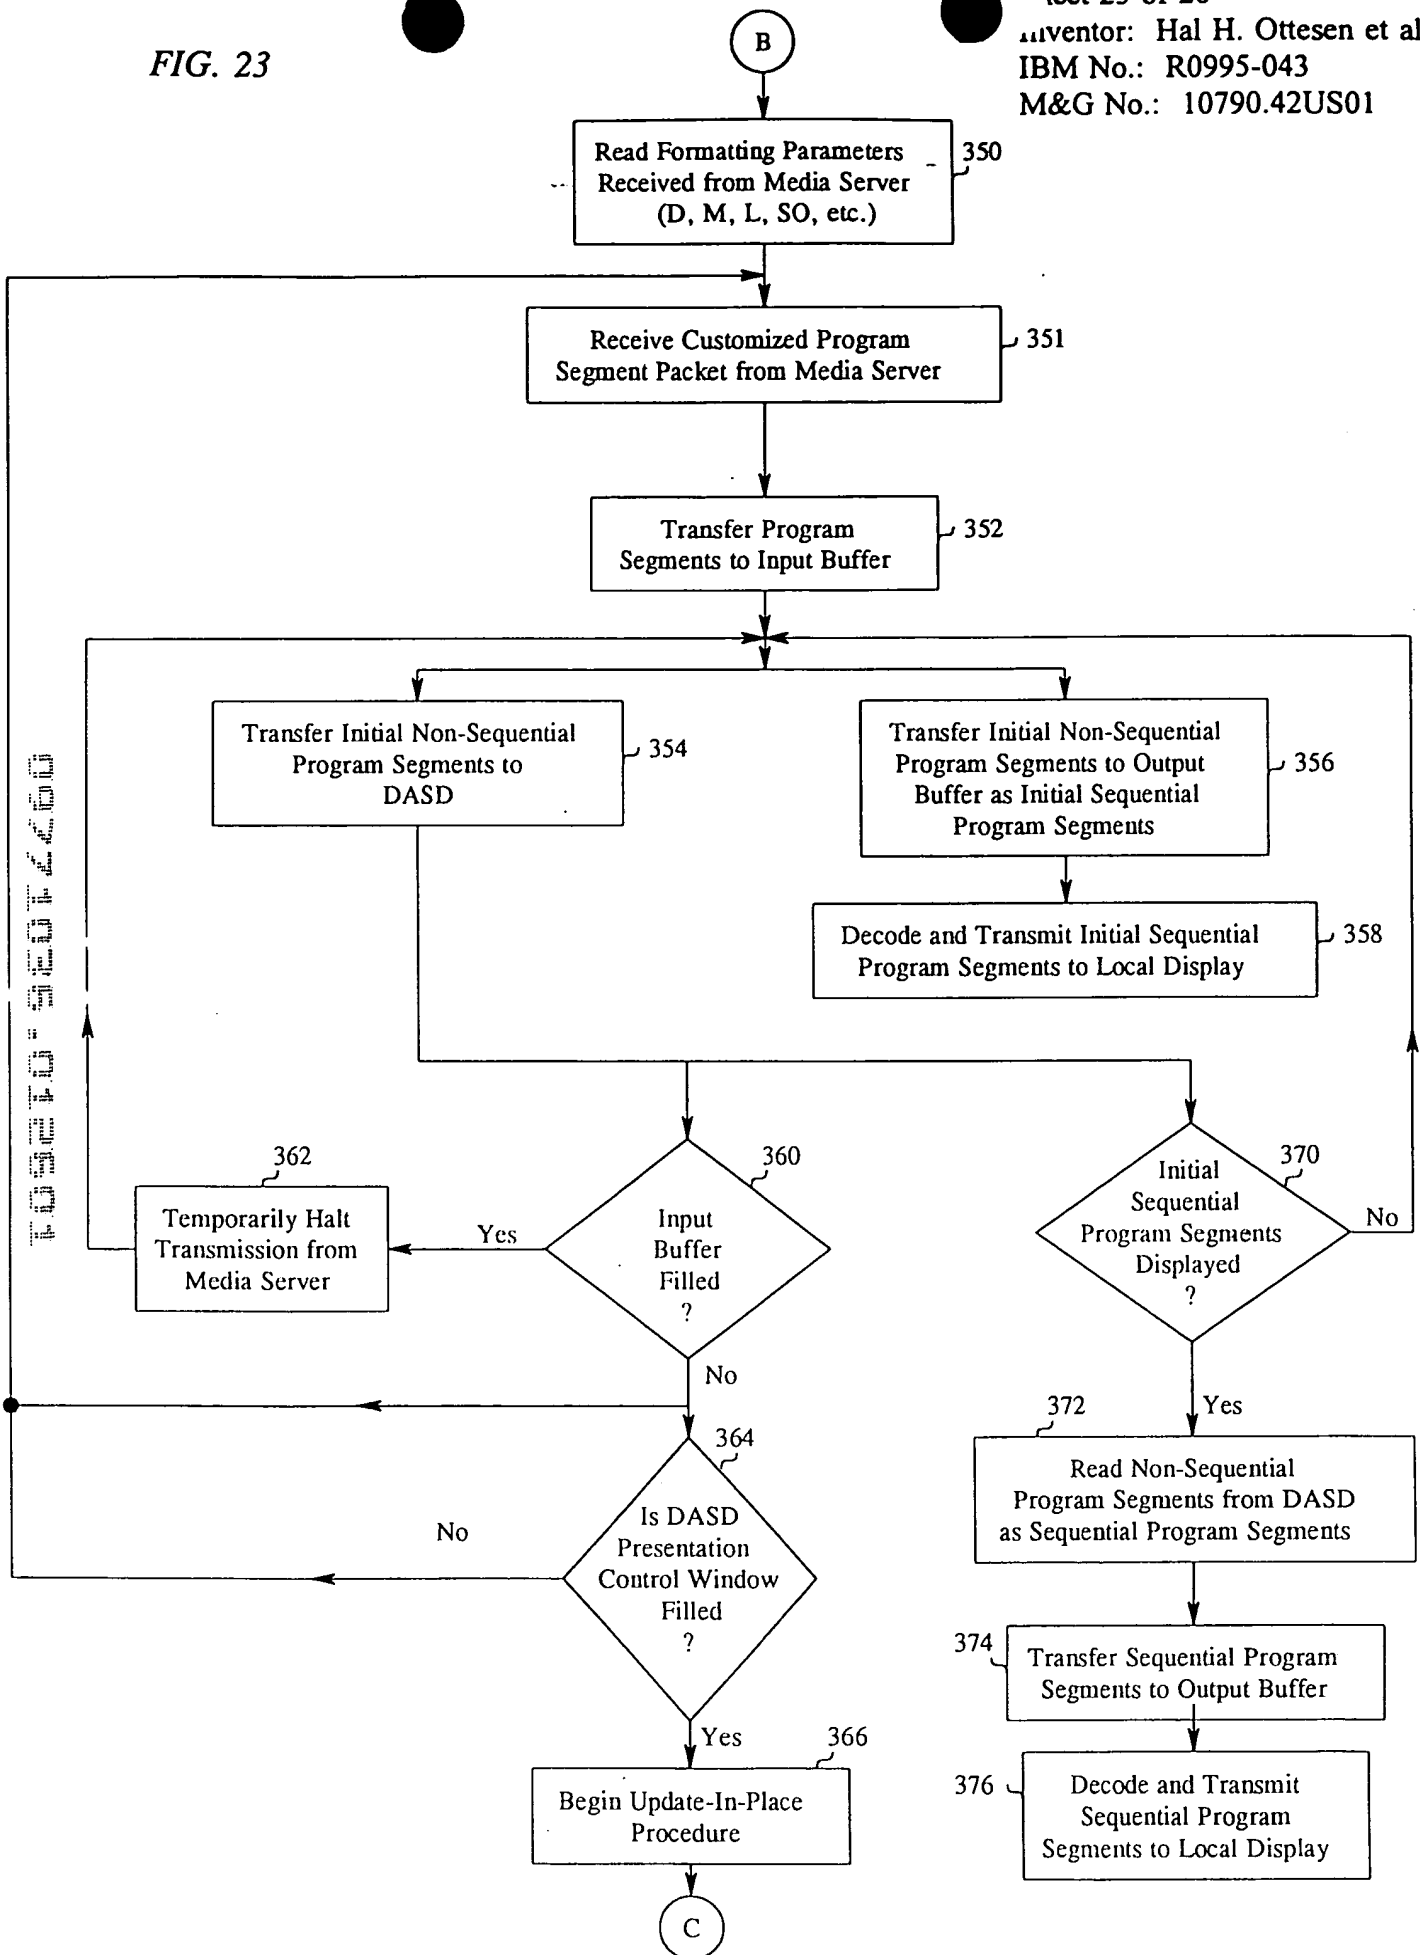 of
Inventor: Hal H. Ottesen et al
IBM No.: R0995-043
M&G No.: 10790.42US01
FIG. 23
B
Read Formatting Parameters
Received from Media Server
(D, M, L, SO, etc.)
350
Receive Customized Program
Segment Packet from Media Server
351
Transfer Program
Segments to Input Buffer
352
Transfer Initial Non-Sequential
Program Segments to
DASD
354
Transfer Initial Non-Sequential
Program Segments to Output
Buffer as Initial Sequential
Program Segments
356
Decode and Transmit Initial Sequential
Program Segments to Local Display
358
09771035.012501
362
Temporarily Halt
Transmission from
Media Server
Yes
360
Input
Buffer
Filled
?
No
370
Initial
Sequential
Program Segments
Displayed
?
No
Yes
364
Is DASD
Presentation
Control Window
Filled
?
No
Yes
372
Read Non-Sequential
Program Segments from DASD
as Sequential Program Segments
374
Transfer Sequential Program
Segments to Output Buffer
366
Begin Update-In-Place
Procedure
376
Decode and Transmit
Sequential Program
Segments to Local Display
C